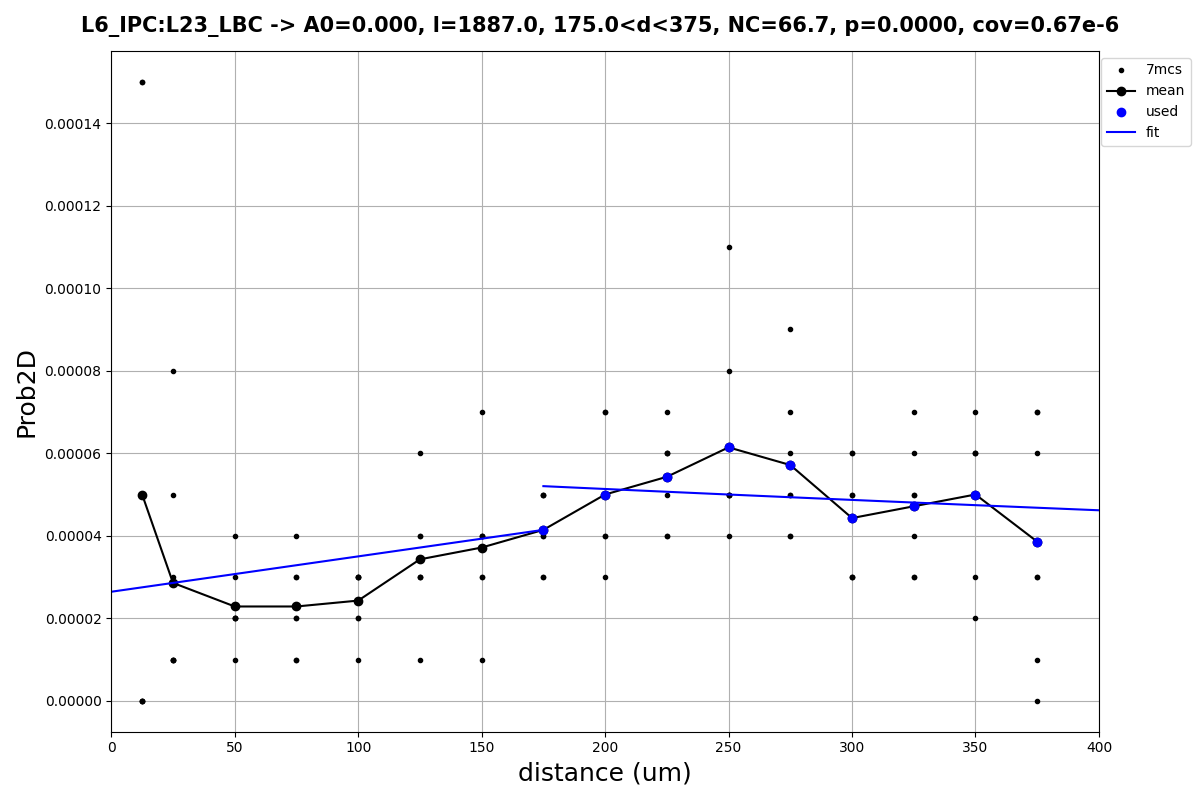 L6_IPC:L23_LBC -> A0=0.000, l=1887.0, 175.0<d<375, NC=66.7, p=0.0000, cov=0.67e-6
7mcs
mean
used
fit
Prob2D
0.00014
0.00012
0.00010
0.00008
0.00006
0.00004
0.00002
0.00000
0 50 100 150 200 250 300 350 400
distance (um)